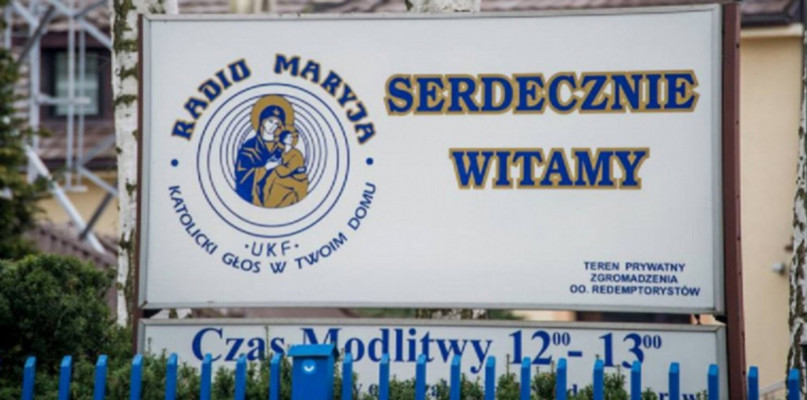 RADIO MARYJA
KATOLICKI GŁOS W TWOIM DOMU
·UKF·
SERDECZNIE
WITAMY
TEREN PRYWATNY
ZGROMADZENIA
OO. REDEMPTORYSTÓW
Czas Modlitwy 12⁰⁰- 13⁰⁰